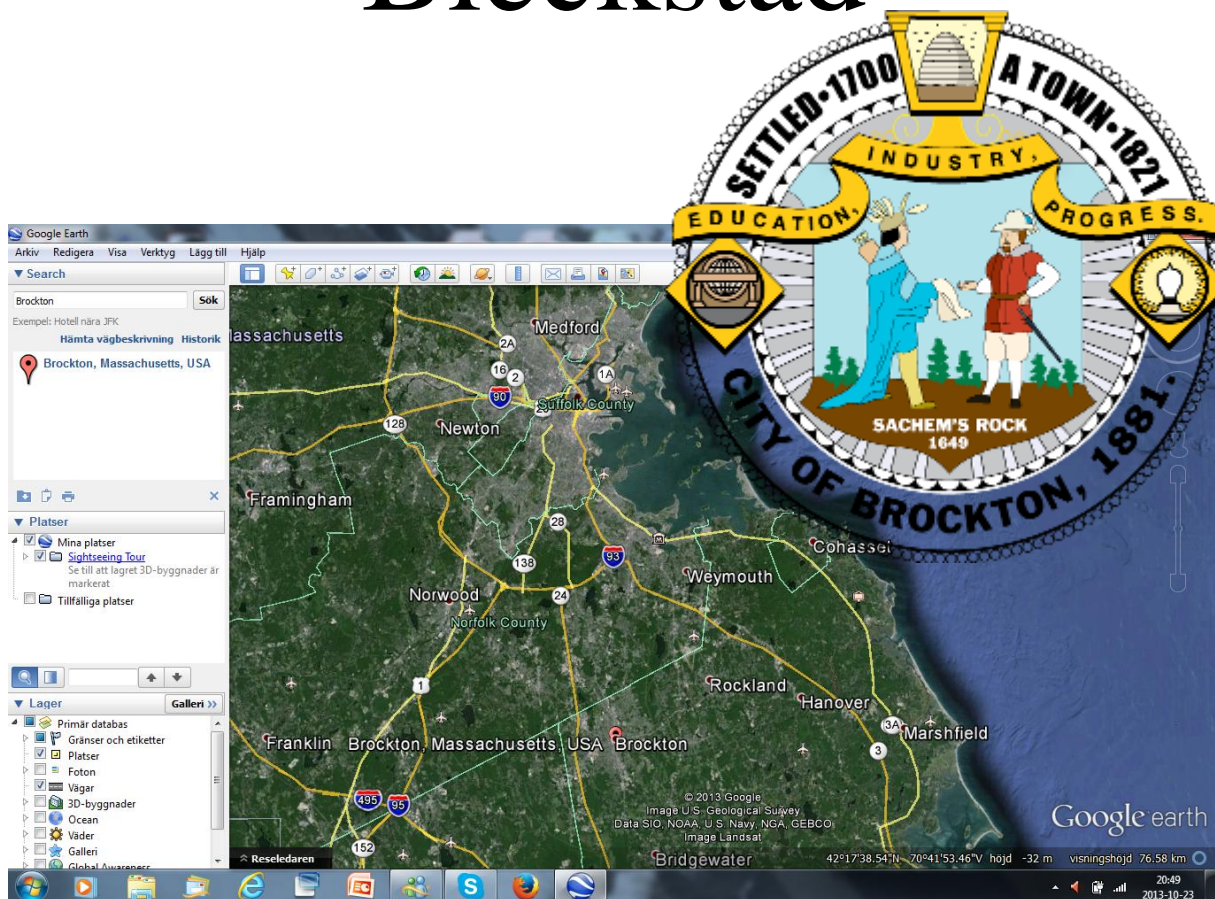 SETTLED•1700
A TOWN•1821
INDUSTRY,
EDUCATION,
PROGRESS.
SACHEM'S ROCK
1649
CITY OF BROCKTON, 1881.
Google Earth
Arkiv Redigera Visa Verktyg Lägg till Hjälp
Search
Brockton
Sök
Exempel: Hotell nära JFK
Hämta vägbeskrivning Historik
Brockton, Massachusetts, USA
Platser
Mina platser
Sightseeing Tour
Se till att lagret 3D-byggnader är
markerat
Tillfälliga platser
Lager
Galleri >>
Primär databas
Gränser och etiketter
Platser
Foton
Vägar
3D-byggnader
Ocean
Väder
Galleri
Global Awareness
assachusetts
Medford
2A
16
2
1A
90
Suffolk County
128
Newton
Framingham
28
138
93
Cohasset
Weymouth
Norwood
24
Norfolk County
1
Rockland
Hanover
3A
Marshfield
3
Franklin
Brockton, Massachusetts, USA
Brockton
495
95
152
Bridgewater
© 2013 Google
Image U.S. Geological Survey
Data SIO, NOAA, U.S. Navy, NGA, GEBCO
Image Landsat
Google earth
Reseledaren
42°17'38.54"N 70°41'53.46"V höjd -32 m visningshöjd 76.58 km
20:49
2013-10-23